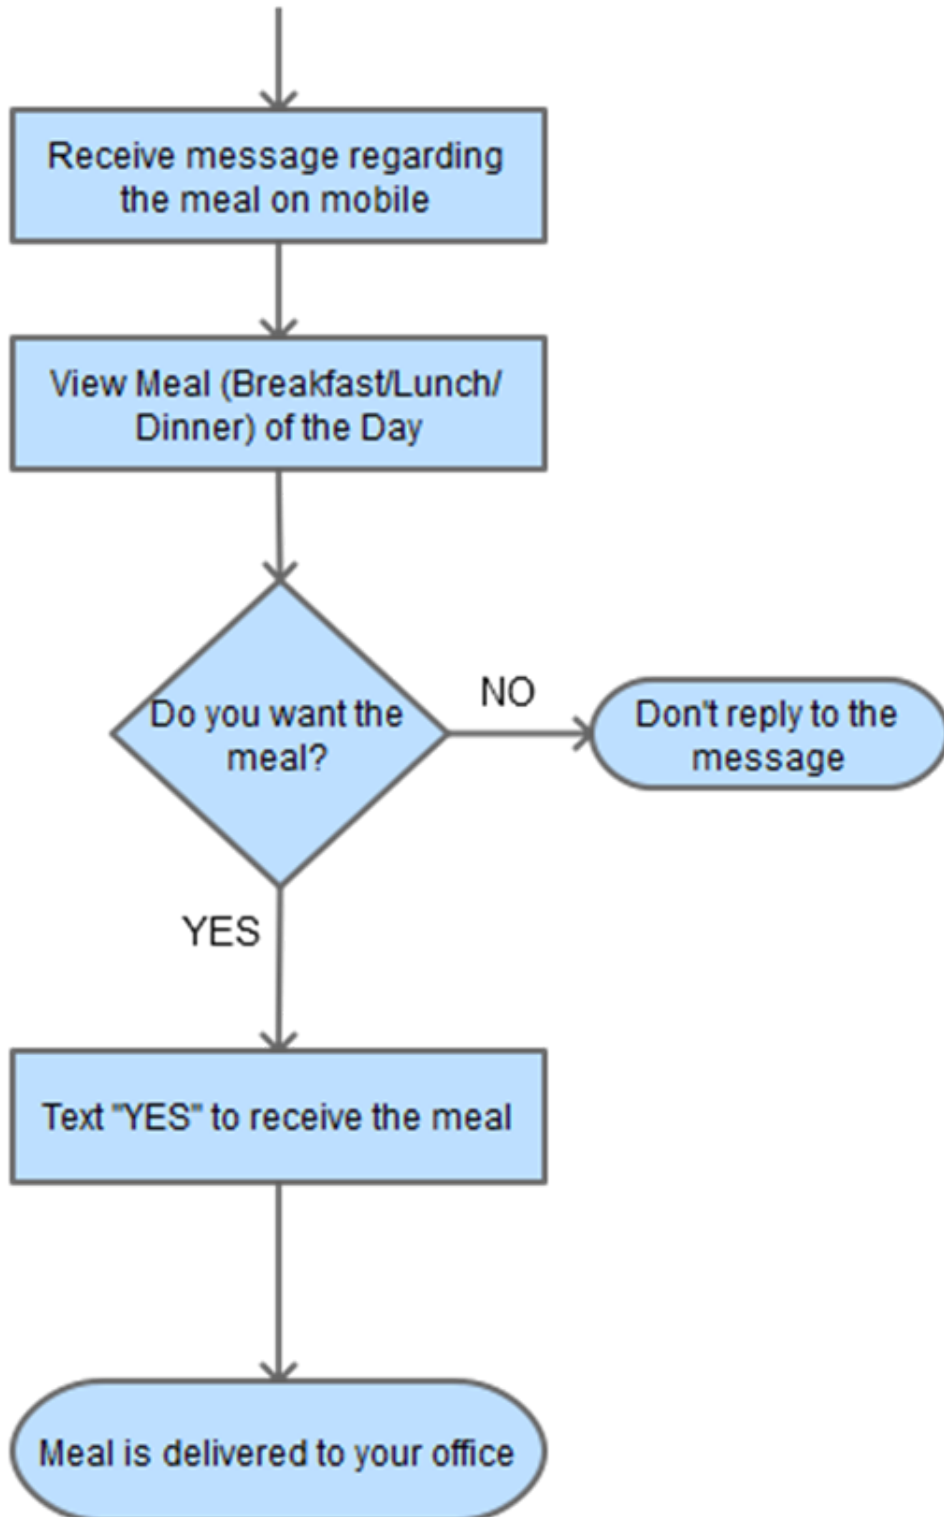 Receive message regarding
the meal on mobile
View Meal (Breakfast/Lunch/
Dinner) of the Day
Do you want the
meal?
NO
Don't reply to the
message
YES
Text "YES" to receive the meal
Meal is delivered to your office